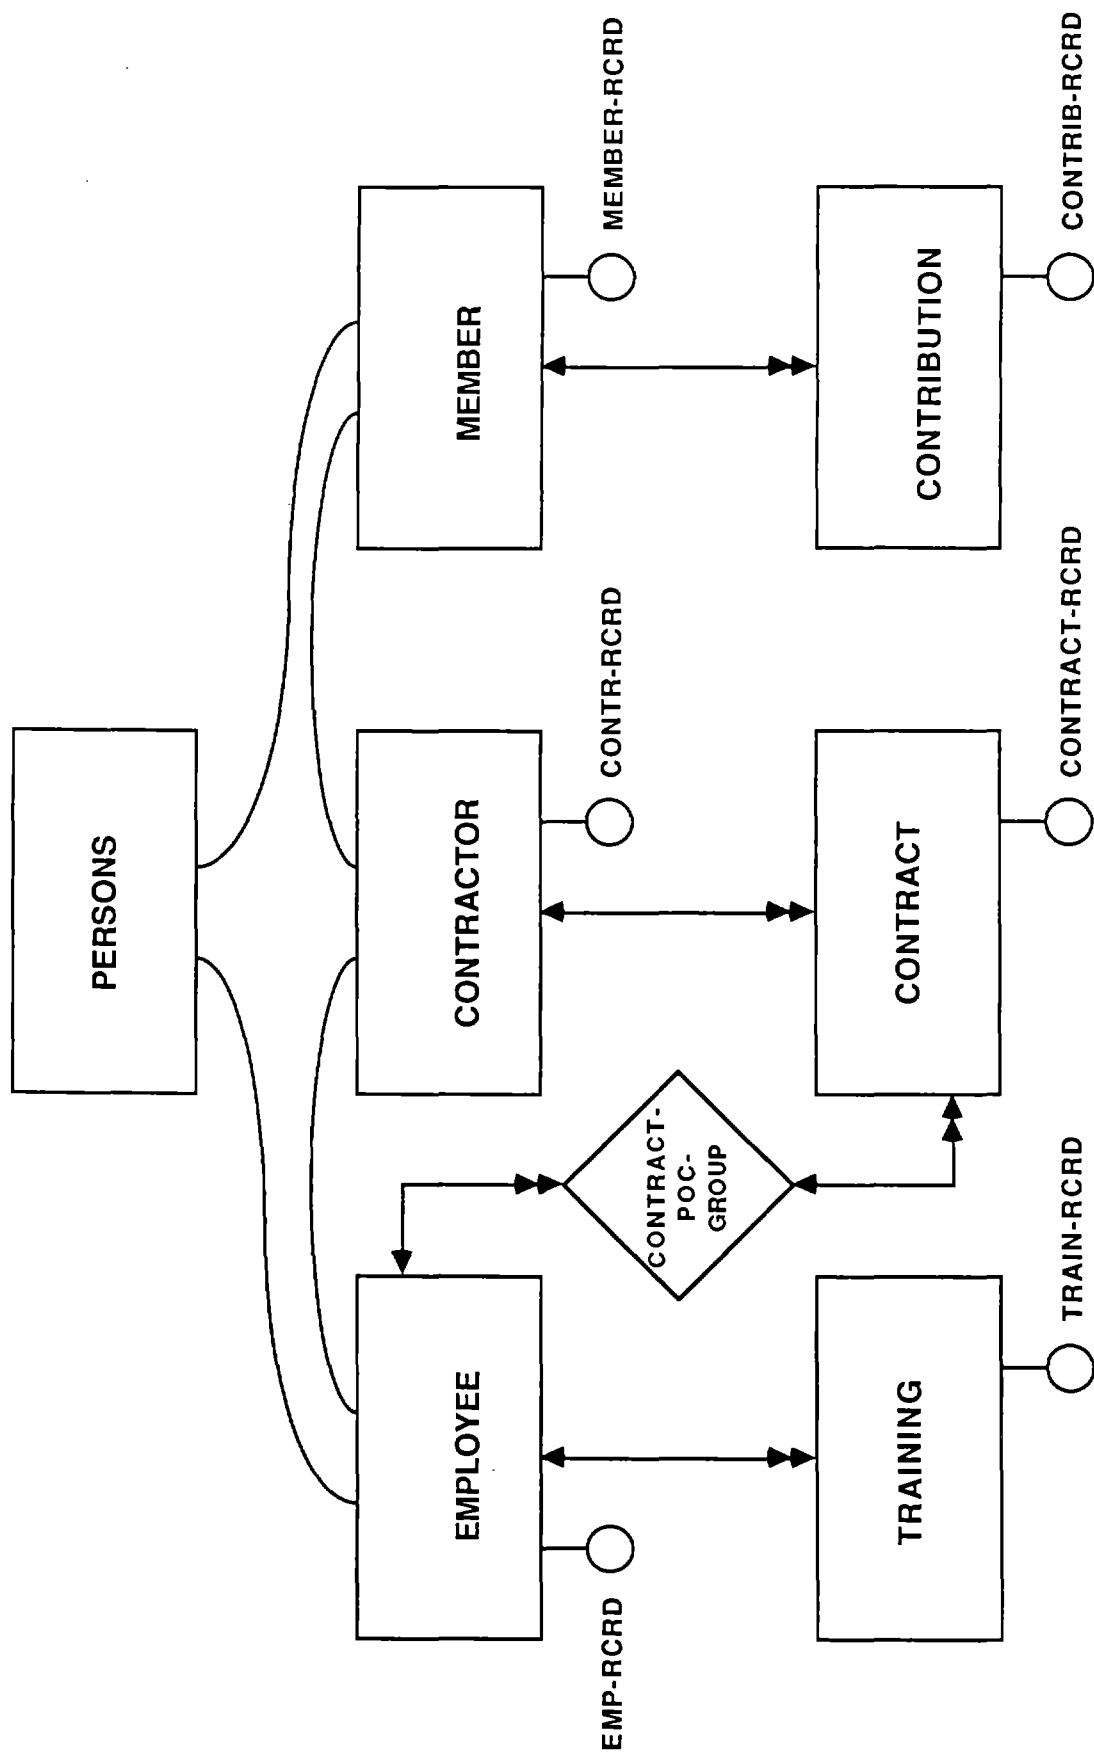 PERSONS
EMPLOYEE
CONTRACTOR
MEMBER
EMP-RCRD
CONTR-RCRD
MEMBER-RCRD
CONTRACT-
POC-
GROUP
TRAINING
CONTRACT
CONTRIBUTION
TRAIN-RCRD
CONTRACT-RCRD
CONTRIB-RCRD